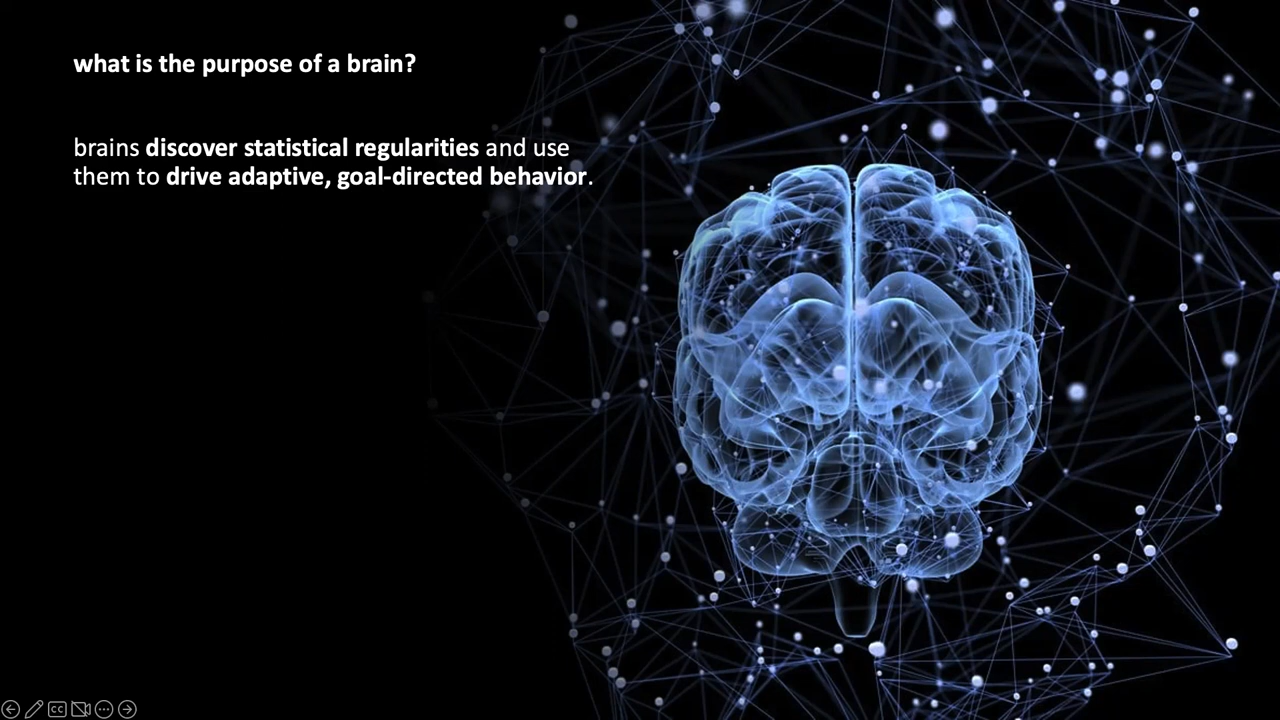 what is the purpose of a brain?
brains discover statistical regularities and use
them to drive adaptive, goal-directed behavior.
CC